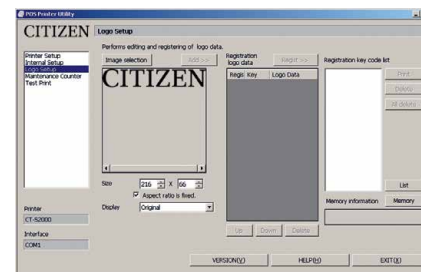 POS Printer Utility
CITIZEN
Logo Setup
Performs editing and registering of logo data.
Printer Setup
Internal Setup
Logo Setup
Maintenance Counter
Test Print
Image selection
Add >>
CITIZEN
Size 216 X 66
Aspect ratio is fixed.
Display Original
Registration
logo data
Regist >>
Regis Key Logo Data
Up Down Delete
Registration key code list
Print
Delete
All delete
List
Memory information Memory
Printer
CT-S2000
Interface
COM1
VERSION(V) HELP(H) EXIT(X)